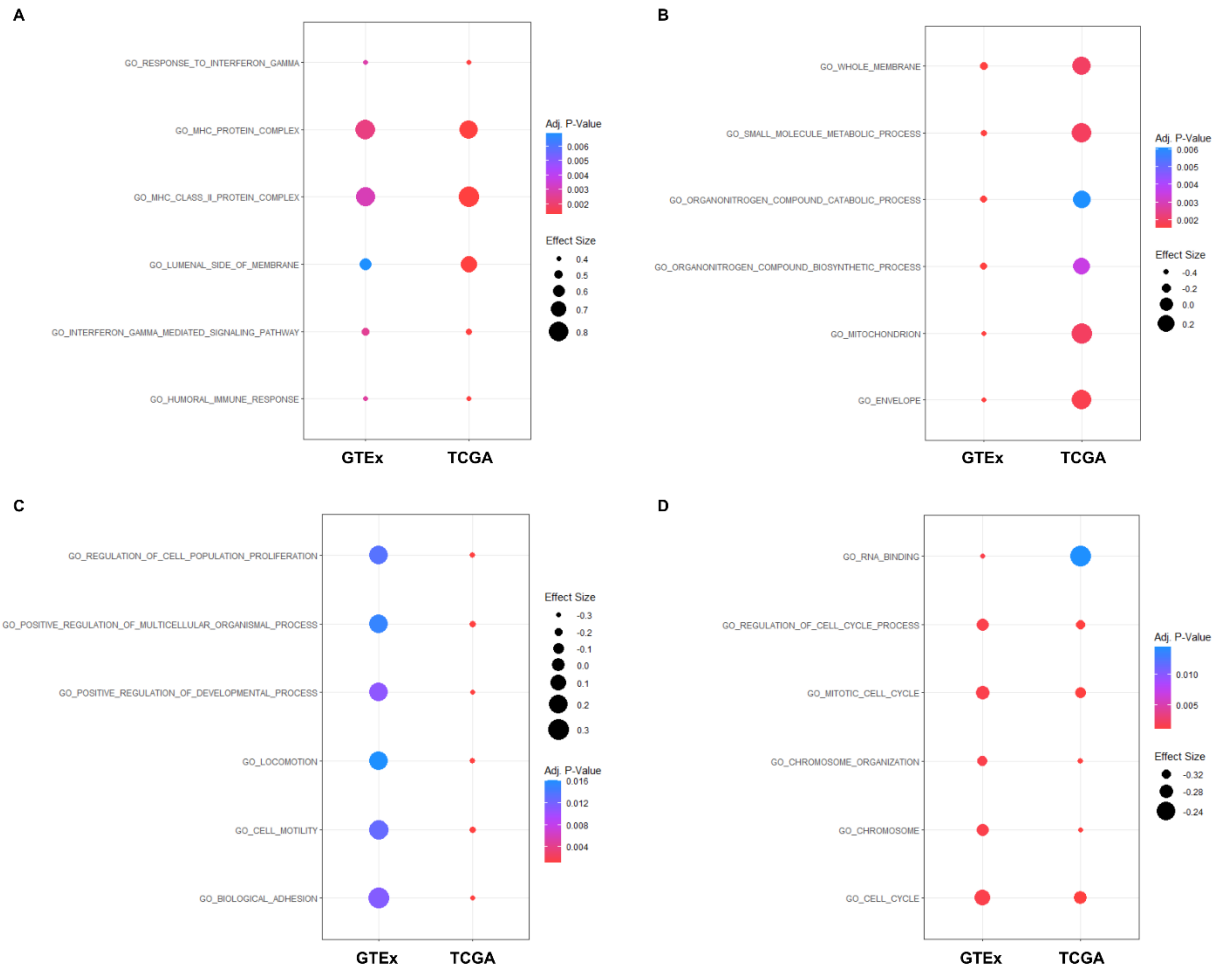 A
GO_RESPONSE_TO_INTERFERON_GAMMA
GO_MHC_PROTEIN_COMPLEX
GO_MHC_CLASS_II_PROTEIN_COMPLEX
GO_LUMENAL_SIDE_OF_MEMBRANE
GO_INTERFERON_GAMMA_MEDIATED_SIGNALING_PATHWAY
GO_HUMORAL_IMMUNE_RESPONSE
GTEx TCGA
Adj. P-Value
0.006
0.005
0.004
0.003
0.002
Effect Size
0.4
0.5
0.6
0.7
0.8
B
GO_WHOLE_MEMBRANE
GO_SMALL_MOLECULE_METABOLIC_PROCESS
GO_ORGANONITROGEN_COMPOUND_CATABOLIC_PROCESS
GO_ORGANONITROGEN_COMPOUND_BIOSYNTHETIC_PROCESS
GO_MITOCHONDRION
GO_ENVELOPE
GTEx TCGA
Adj. P-Value
0.006
0.005
0.004
0.003
0.002
Effect Size
-0.4
-0.2
0.0
0.2
C
GO_REGULATION_OF_CELL_POPULATION_PROLIFERATION
GO_POSITIVE_REGULATION_OF_MULTICELLULAR_ORGANISMAL_PROCESS
GO_POSITIVE_REGULATION_OF_DEVELOPMENTAL_PROCESS
GO_LOCOMOTION
GO_CELL_MOTILITY
GO_BIOLOGICAL_ADHESION
GTEx TCGA
Effect Size
-0.3
-0.2
-0.1
0.0
0.1
0.2
0.3
Adj. P-Value
0.016
0.012
0.008
0.004
D
GO_RNA_BINDING
GO_REGULATION_OF_CELL_CYCLE_PROCESS
GO_MITOTIC_CELL_CYCLE
GO_CHROMOSOME_ORGANIZATION
GO_CHROMOSOME
GO_CELL_CYCLE
GTEx TCGA
Adj. P-Value
0.010
0.005
Effect Size
-0.32
-0.28
-0.24